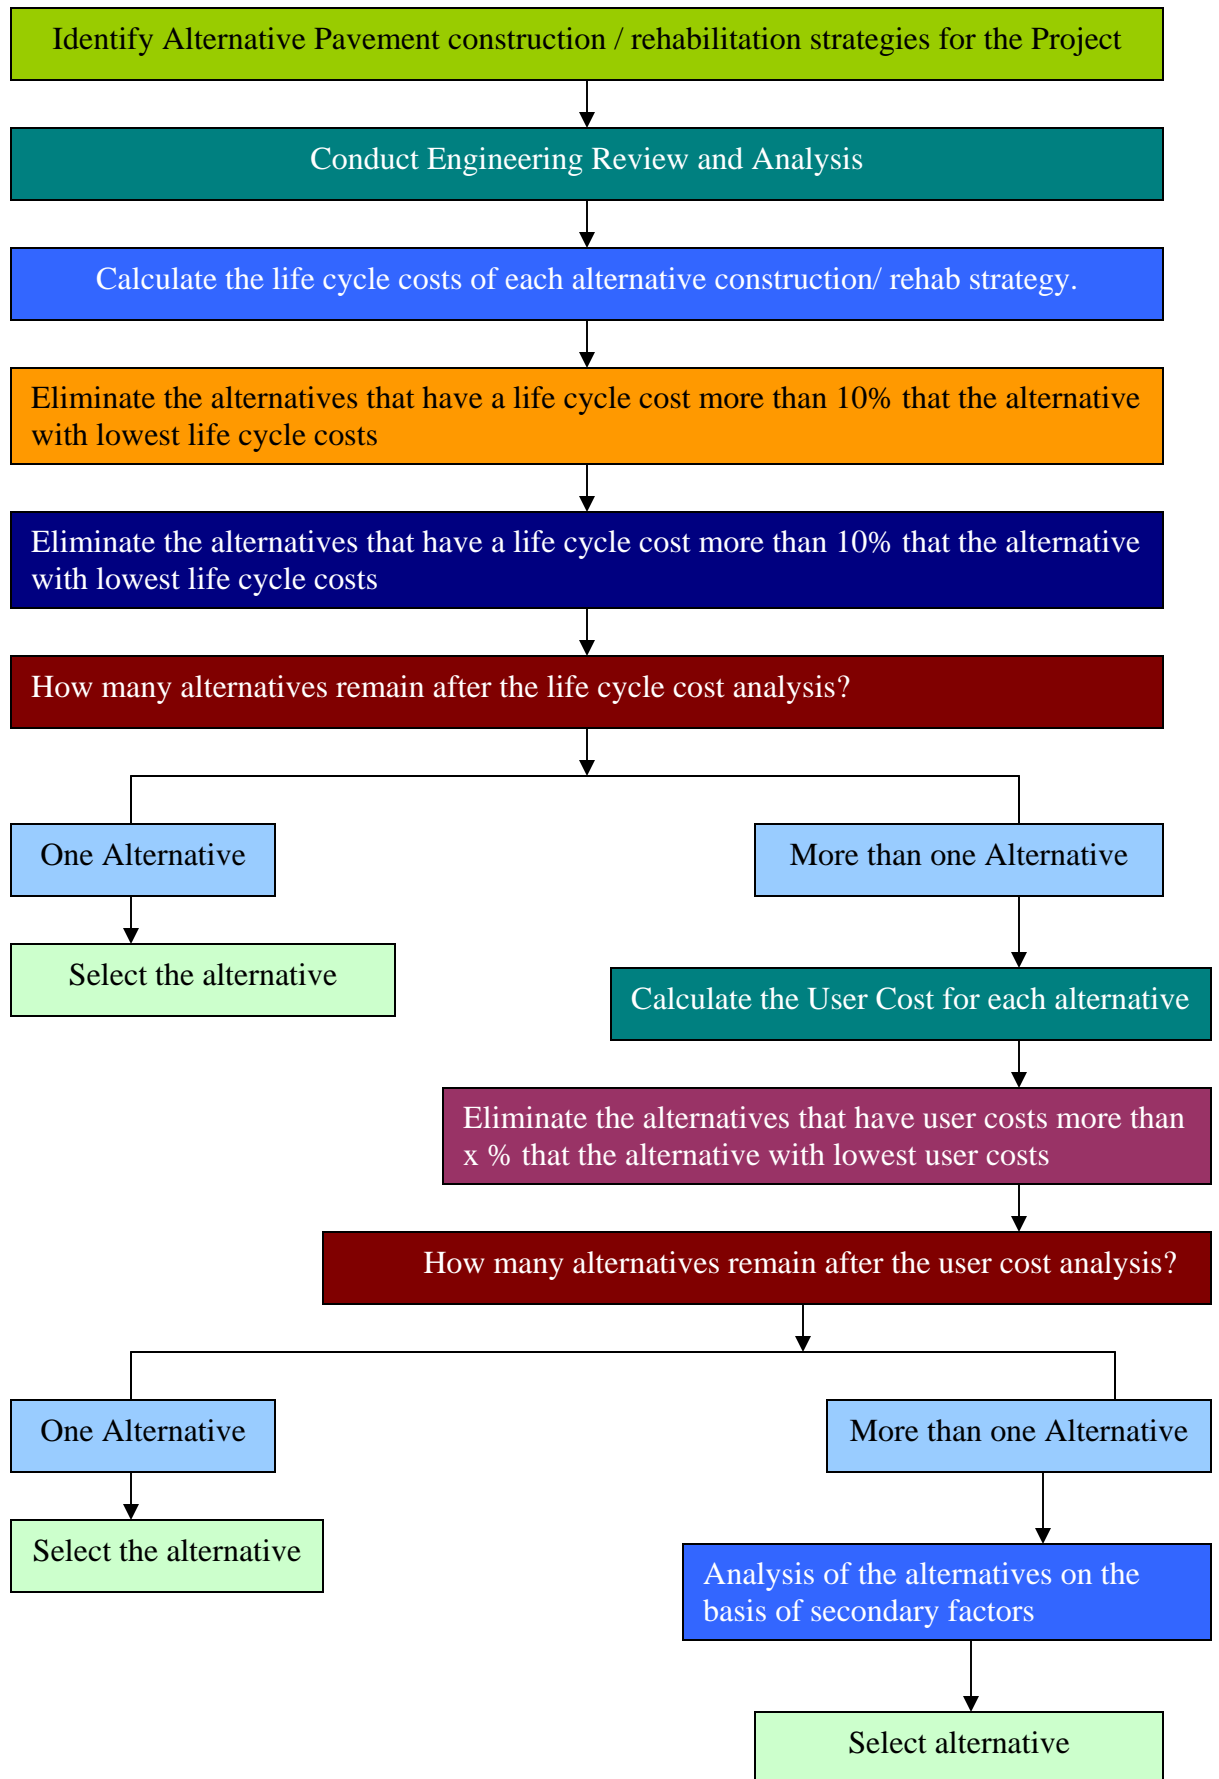 Identify Alternative Pavement construction / rehabilitation strategies for the Project
Conduct Engineering Review and Analysis
Calculate the life cycle costs of each alternative construction/ rehab strategy.
Eliminate the alternatives that have a life cycle cost more than 10% that the alternative
with lowest life cycle costs
Eliminate the alternatives that have a life cycle cost more than 10% that the alternative
with lowest life cycle costs
How many alternatives remain after the life cycle cost analysis?
One Alternative
More than one Alternative
Select the alternative
Calculate the User Cost for each alternative
Eliminate the alternatives that have user costs more than
x % that the alternative with lowest user costs
How many alternatives remain after the user cost analysis?
One Alternative
More than one Alternative
Select the alternative
Analysis of the alternatives on the
basis of secondary factors
Select alternative